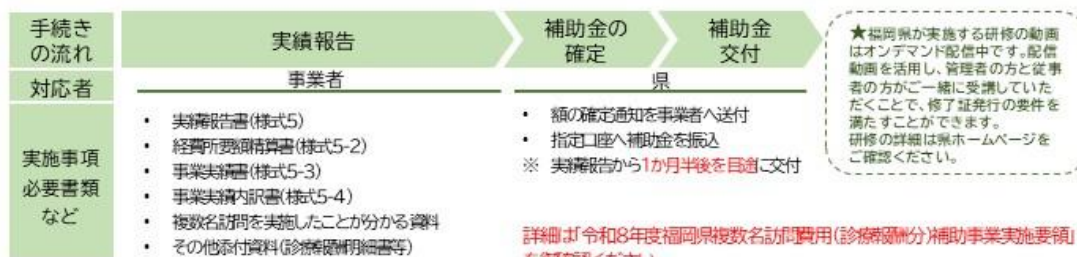 手続き
の流れ
実績報告
補助金の
確定
補助金
交付
対応者
事業者
県
実施事項
必要書類
など
• 実績報告書(様式5)
• 経費所要額精算書(様式5-2)
• 事業実績書(様式5-3)
• 事業実績内訳書(様式5-4)
• 複数名訪問を実施したことが分かる資料
• その他添付資料(診療報酬明細書等)
• 額の確定通知を事業者へ送付
• 指定口座へ補助金を振込
※ 実績報告から1か月半後を目途に交付
★福岡県が実施する研修の動画
はオンデマンド配信中です。配信
動画を活用し、管理者の方と従事
者の方がご一緒に受講していた
だくことで、修了証発行の要件を
満たすことができます。
研修の詳細は県ホームページを
ご確認ください。
詳細は「令和8年度福岡県複数名訪問費用(診療報酬分)補助事業実施要領」